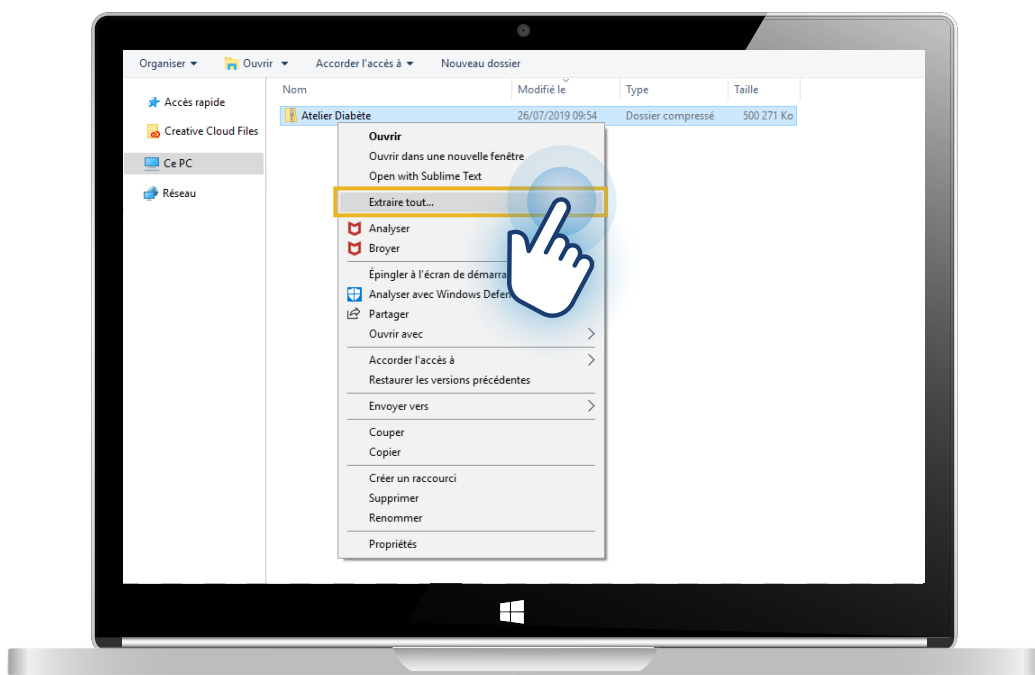 Organiser Ouvrir Accorder l'accès à Nouveau dossier
Nom Modifié le Type Taille
Accès rapide
Creative Cloud Files
Ce PC
Réseau
Atelier Diabète 26/07/2019 09:54 Dossier compressé 500 271 Ko
Ouvrir
Ouvrir dans une nouvelle fenêtre
Open with Sublime Text
Extraire tout...
Analyser
Broyer
Épingler à l'écran de
Analyser avec Windows
Partager
Ouvrir avec
Accorder l'accès à
Restaurer les versions précédentes
Envoyer vers
Couper
Copier
Créer un raccourci
Supprimer
Renommer
Propriétés